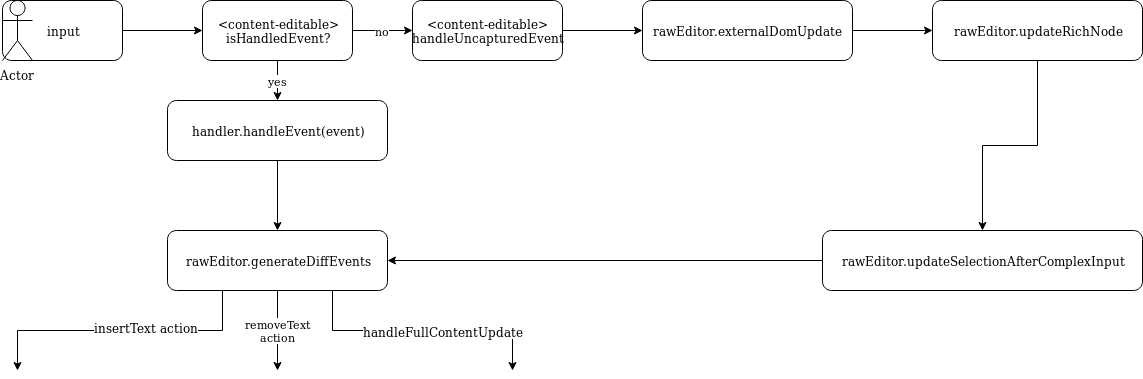 input
Actor
<content-editable>
isHandledEvent?
no
<content-editable>
handleUncapturedEvent
rawEditor.externalDomUpdate
rawEditor.updateRichNode
yes
handler.handleEvent(event)
rawEditor.generateDiffEvents
rawEditor.updateSelectionAfterComplexInput
insertText action
removeText
action
handleFullContentUpdate